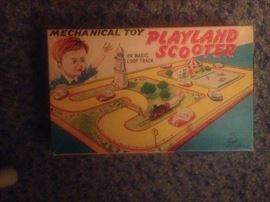 MECHANICAL TOY
PLAYLAND
SCOOTER
ON MAGIC
LOOP TRACK